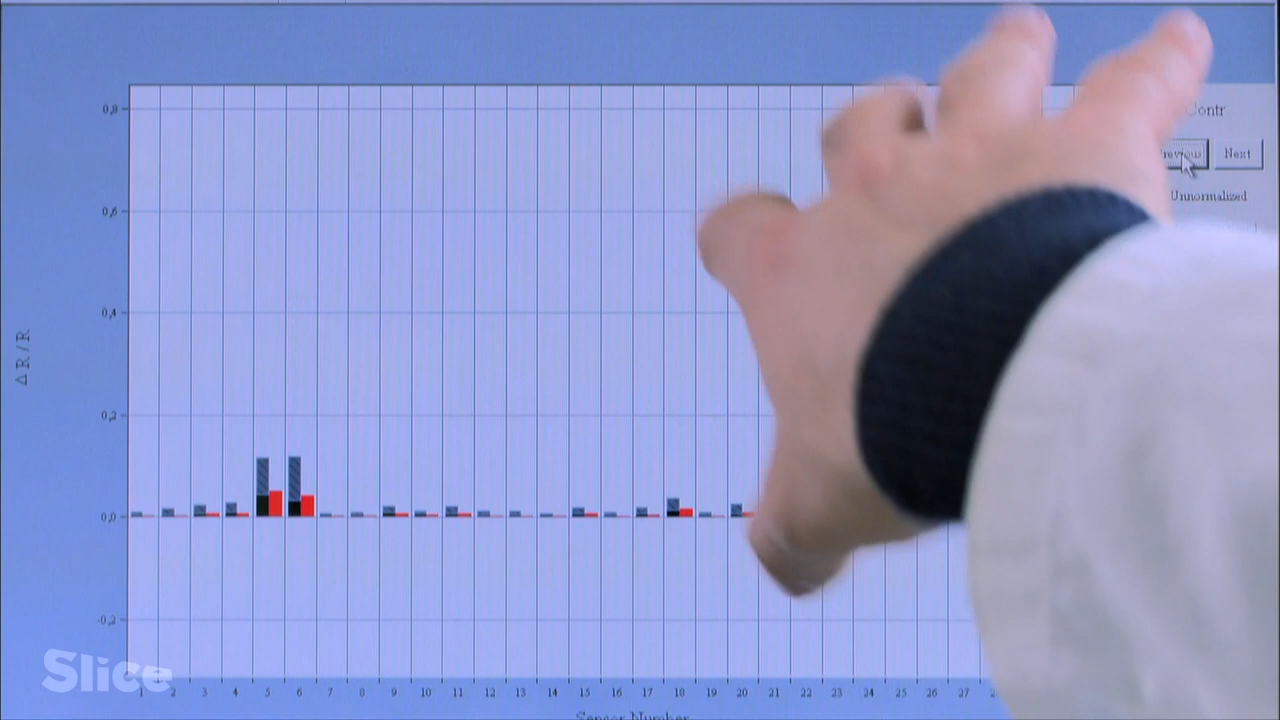 0,8
0,6
0,4
0,2
0,0
-0,2
Δ R / R
Contr
revious Next
Unnormalized
1 2 3 4 5 6 7 8 9 10 11 12 13 14 15 16 17 18 19 20 21 22 23 24 25 26 27
Sensor Number
Slice